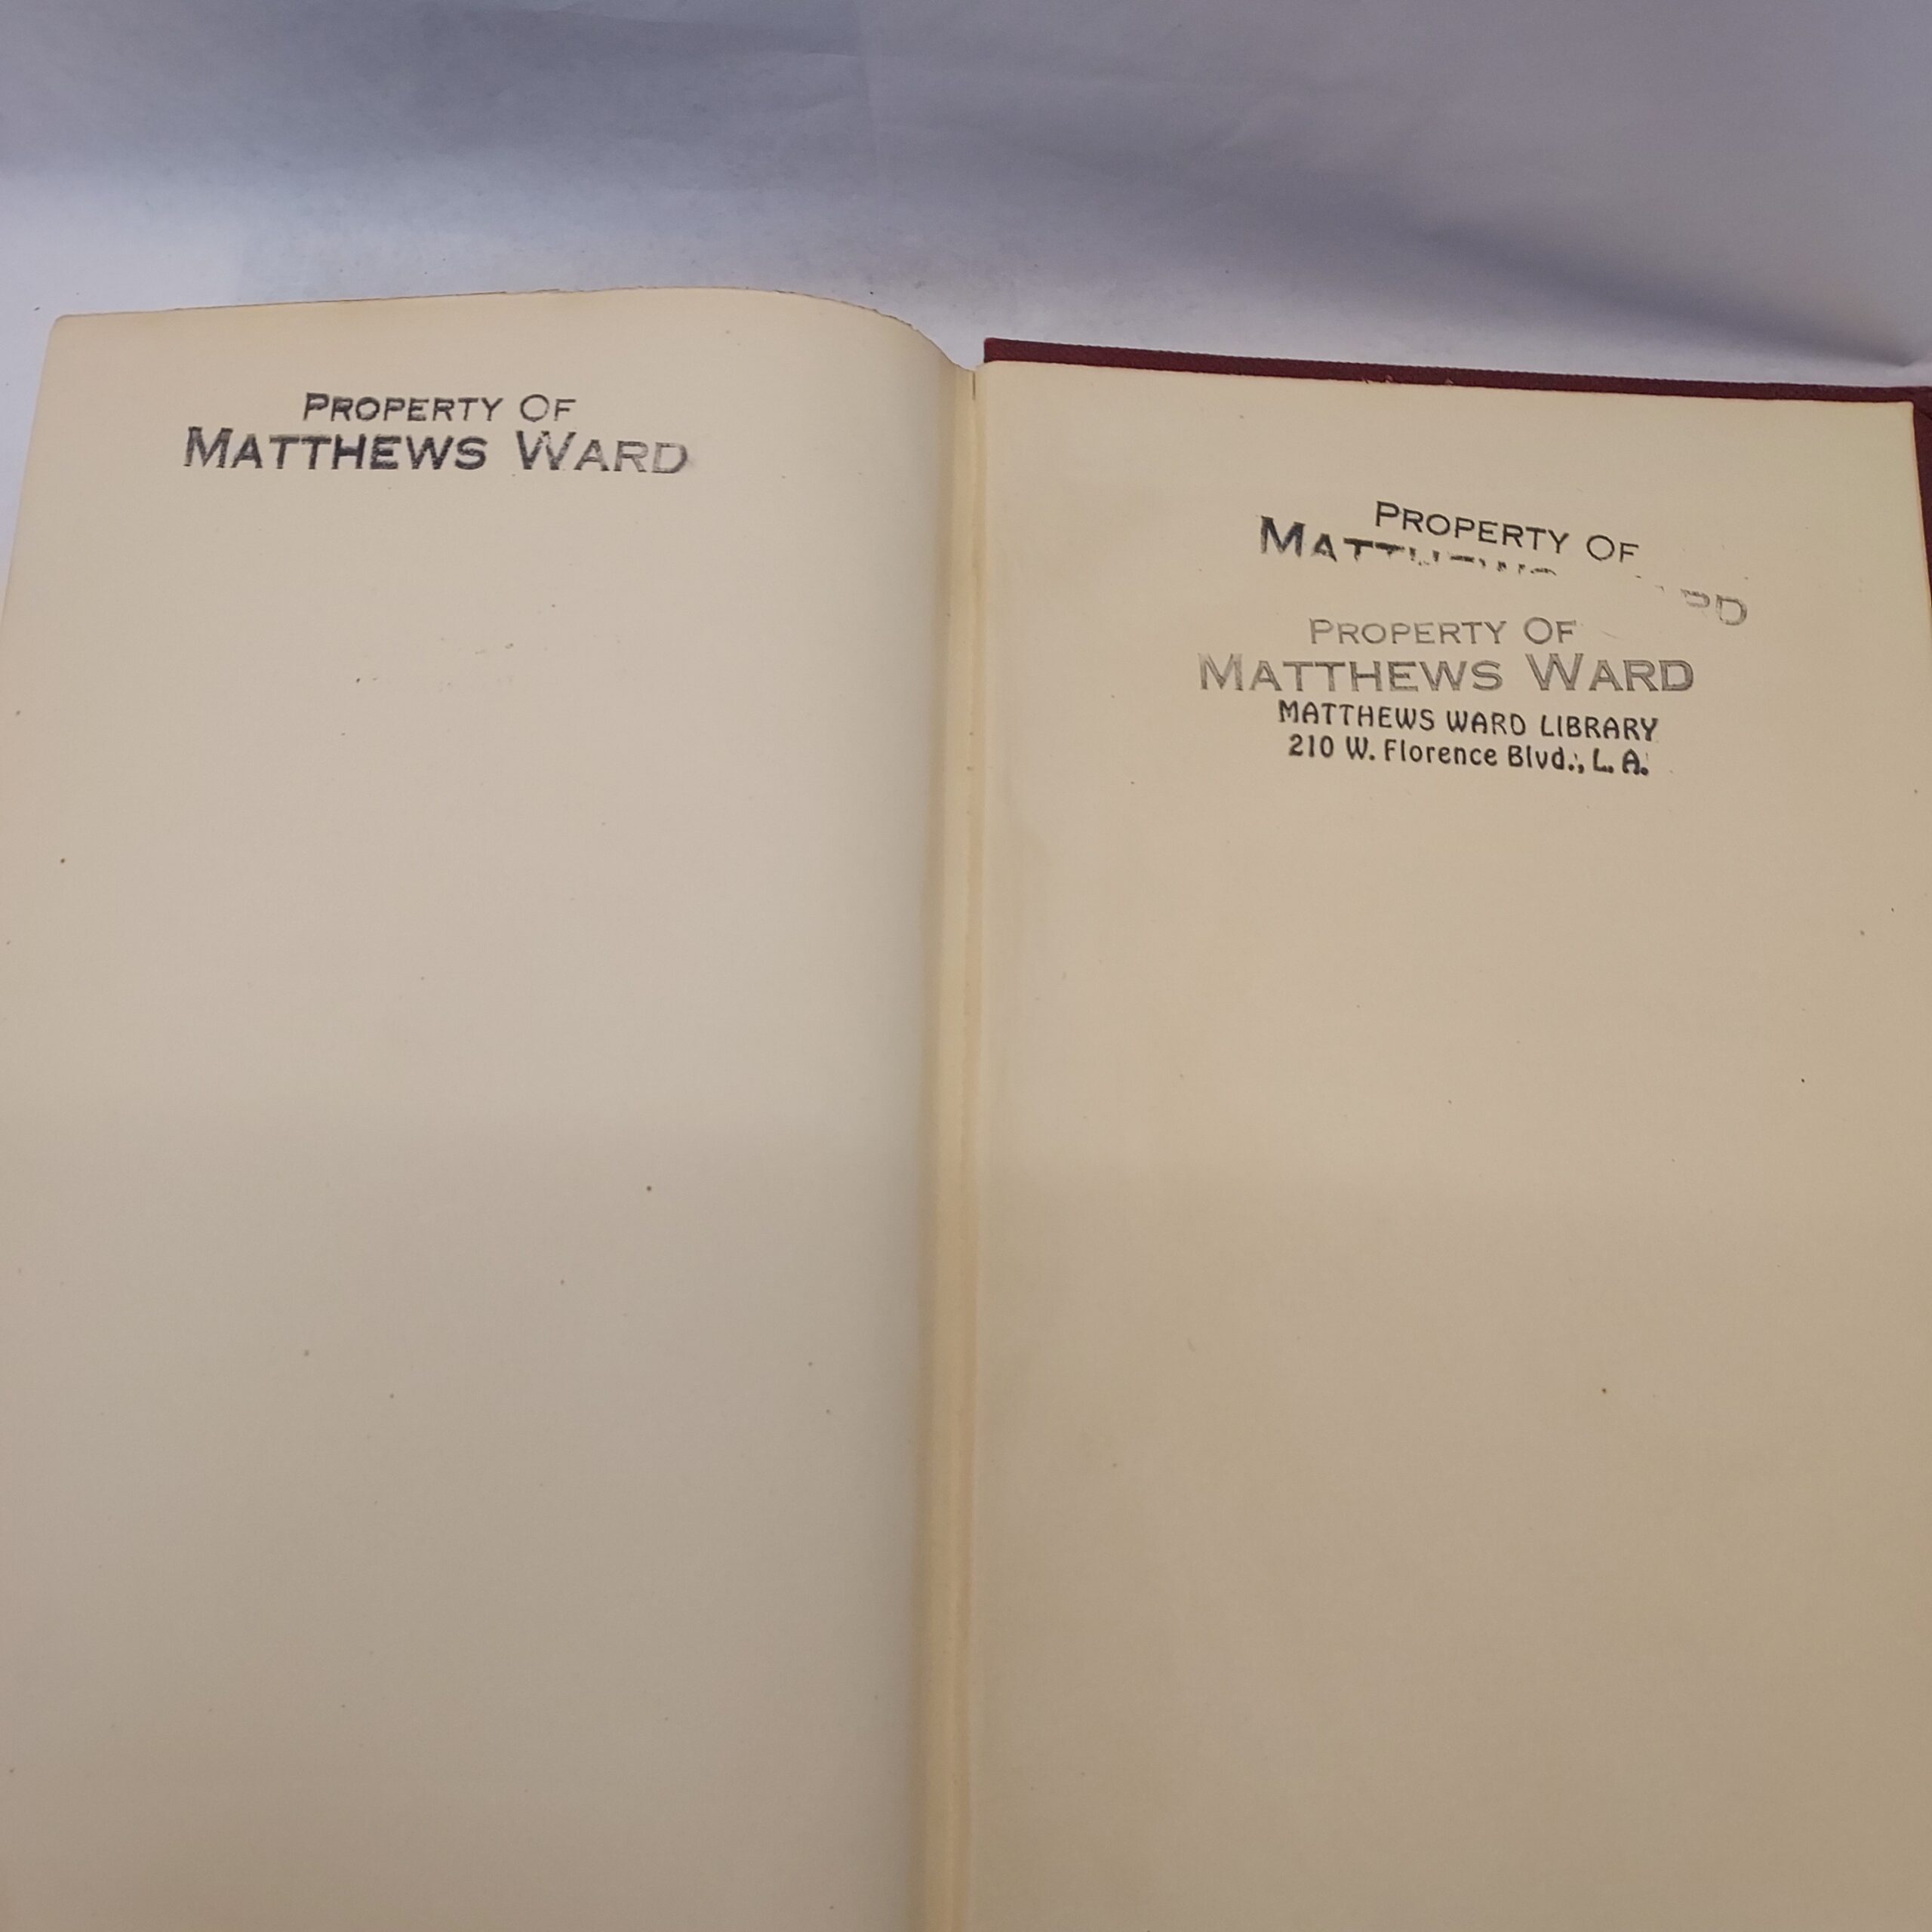 PROPERTY OF
MATTHEWS WARD
PROPERTY OF
PROPERTY OF
MATTHEWS WARD
MATTHEWS WARD LIBRARY
210 W. Florence Blvd., L. A.